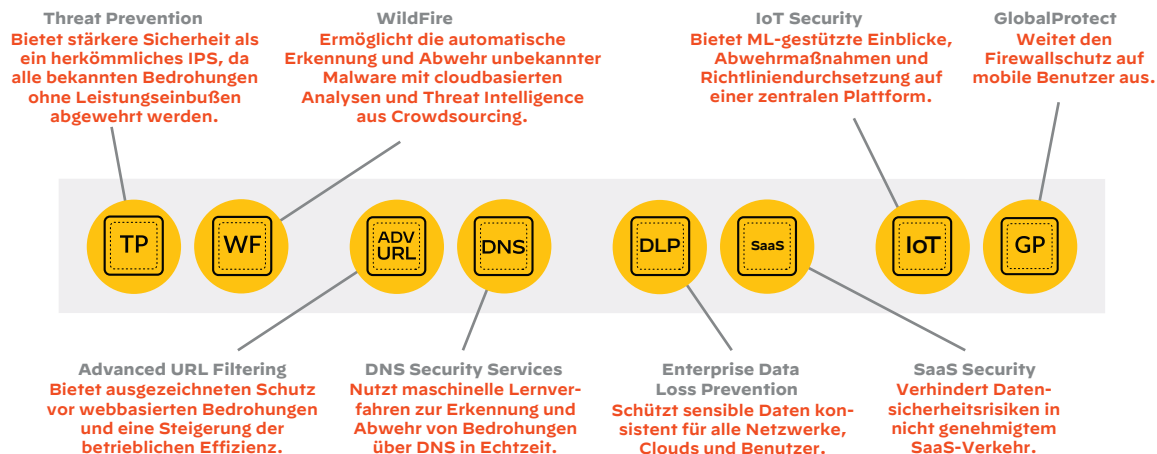 Threat Prevention
Bietet stärkere Sicherheit als
ein herkömmliches IPS, da
alle bekannten Bedrohungen
ohne Leistungseinbußen
abgewehrt werden.
WildFire
Ermöglicht die automatische
Erkennung und Abwehr unbekannter
Malware mit cloudbasierten
Analysen und Threat Intelligence
aus Crowdsourcing.
IoT Security
Bietet ML-gestützte Einblicke,
Abwehrmaßnahmen und
Richtliniendurchsetzung auf
einer zentralen Plattform.
GlobalProtect
Weitet den
Firewallschutz auf
mobile Benutzer aus.
TP
WF
ADV
URL
DNS
DLP
SaaS
IoT
GP
Advanced URL Filtering
Bietet ausgezeichneten Schutz
vor webbasierten Bedrohungen
und eine Steigerung der
betrieblichen Effizienz.
DNS Security Services
Nutzt maschinelle Lernver-
fahren zur Erkennung und
Abwehr von Bedrohungen
über DNS in Echtzeit.
Enterprise Data
Loss Prevention
Schützt sensible Daten kon-
sistent für alle Netzwerke,
Clouds und Benutzer.
SaaS Security
Verhindert Daten-
sicherheitsrisiken in
nicht genehmigtem
SaaS-Verkehr.